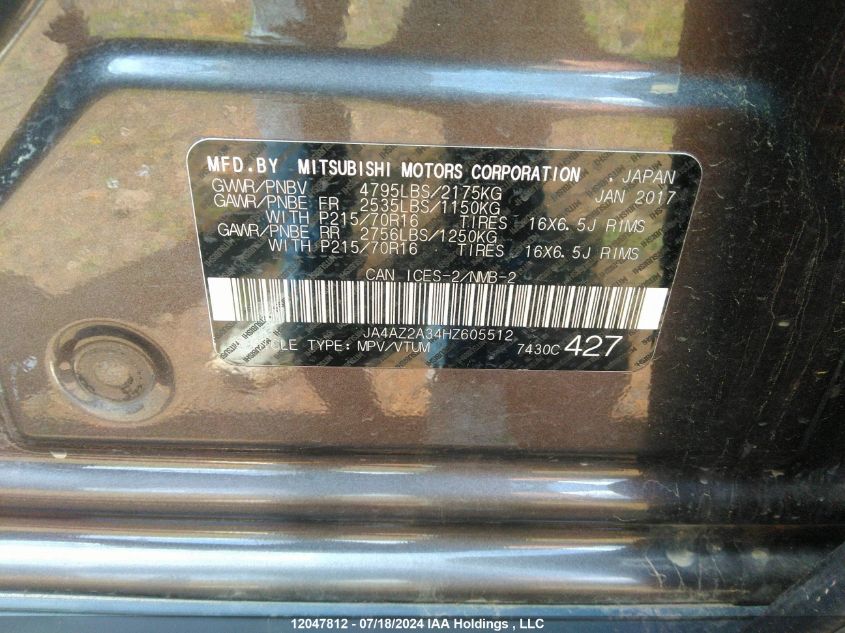 MFD.BY MITSUBISHI MOTORS CORPORATION , JAPAN
GVWR/PNBV 4795LBS/2175KG JAN 2017
GAWR/PNBE FR 2535LBS/1150KG
WITH P215/70R16 TIRES 16X6.5J RIMS
GAWR/PNBE RR 2756LBS/1250KG
WITH P215/70R16 TIRES 16X6.5J RIMS
CAN ICES-2/NMB-2
JA4AZ2A34HZ605512
CLE TYPE: MPV/VTUM 7430C 427
12047812 - 07/18/2024 IAA Holdings , LLC